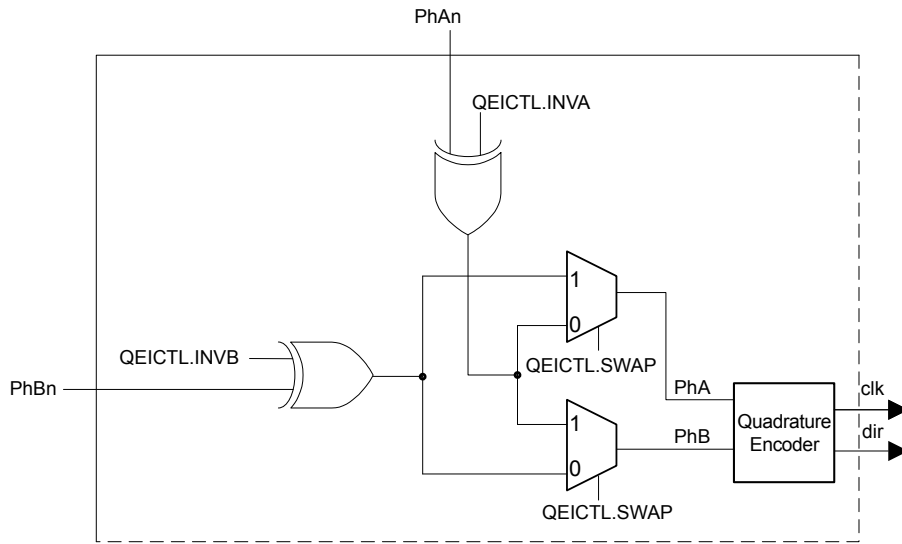 PhAn
QEICTL.INVA
1
0
QEICTL.SWAP
QEICTL.INVB
PhBn
PhA
clk
Quadrature
Encoder
dir
PhB
1
0
QEICTL.SWAP